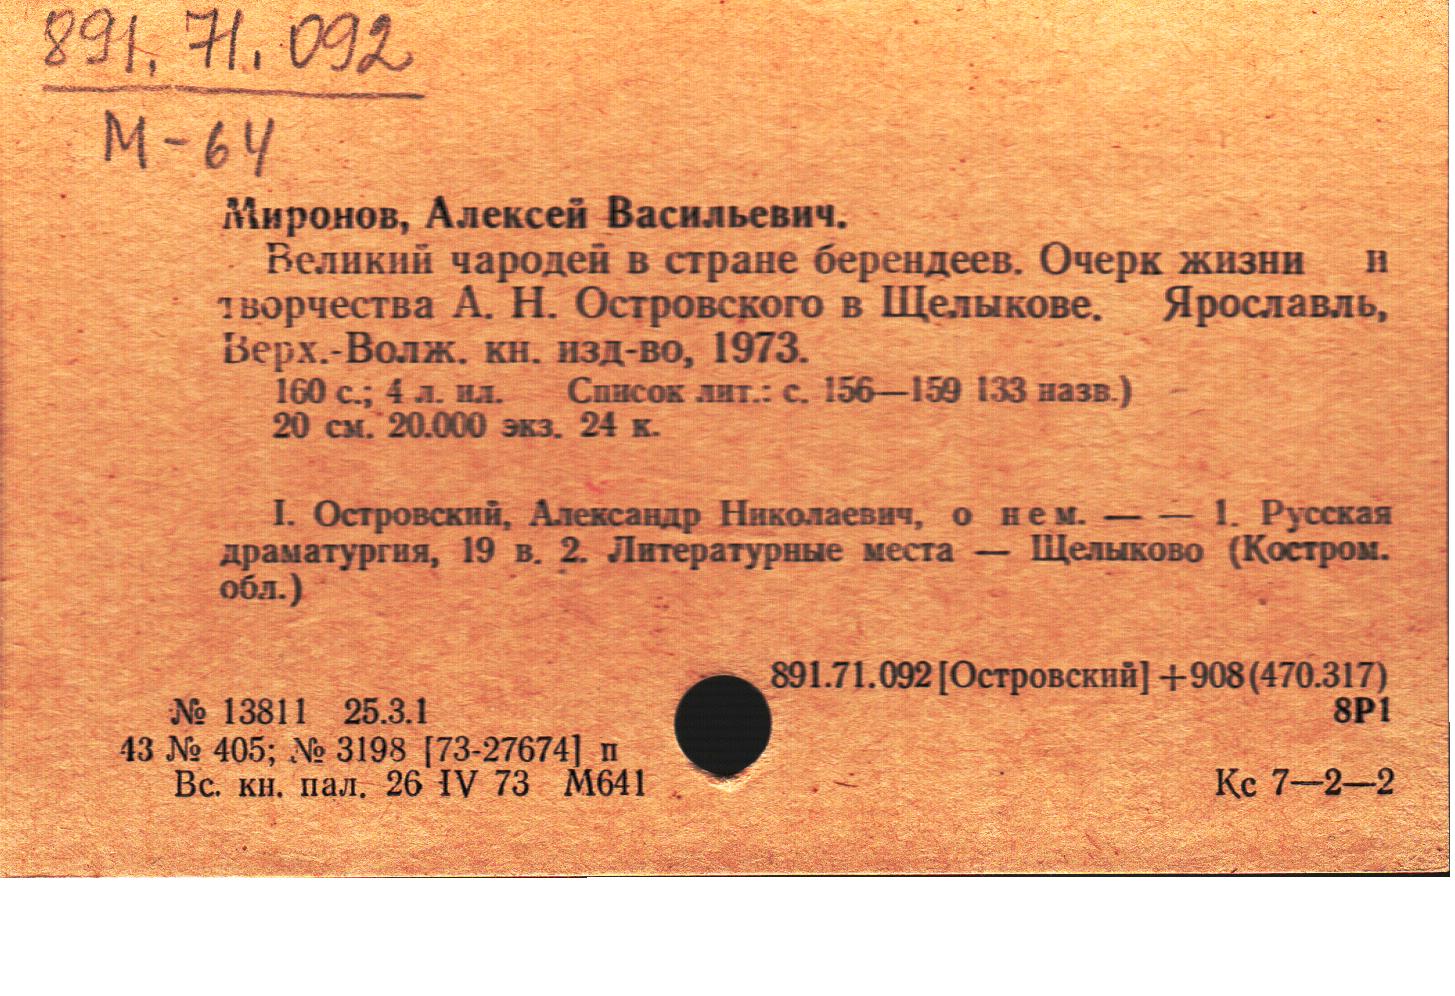 891.71.092
М-64
Миронов, Алексей Васильевич.
Великий чародей в стране берендеев. Очерк жизни и
творчества А. Н. Островского в Щелыкове. Ярославль,
Верх.-Волж. кн. изд-во, 1973.
160 с.; 4 л. ил. Список лит.: с. 156—159 133 назв.)
20 см. 20.000 экз. 24 к.
I. Островский, Александр Николаевич, о нем. — — 1. Русская
драматургия, 19 в. 2. Литературные места — Щелыково (Костром.
обл.)
891.71.092[Островский]+908(470.317)
8Р1
№ 13811 25.3.1
43 № 405; № 3198 [73-27674] п
Вс. кн. пал. 26 IV 73 М641
Кс 7—2—2